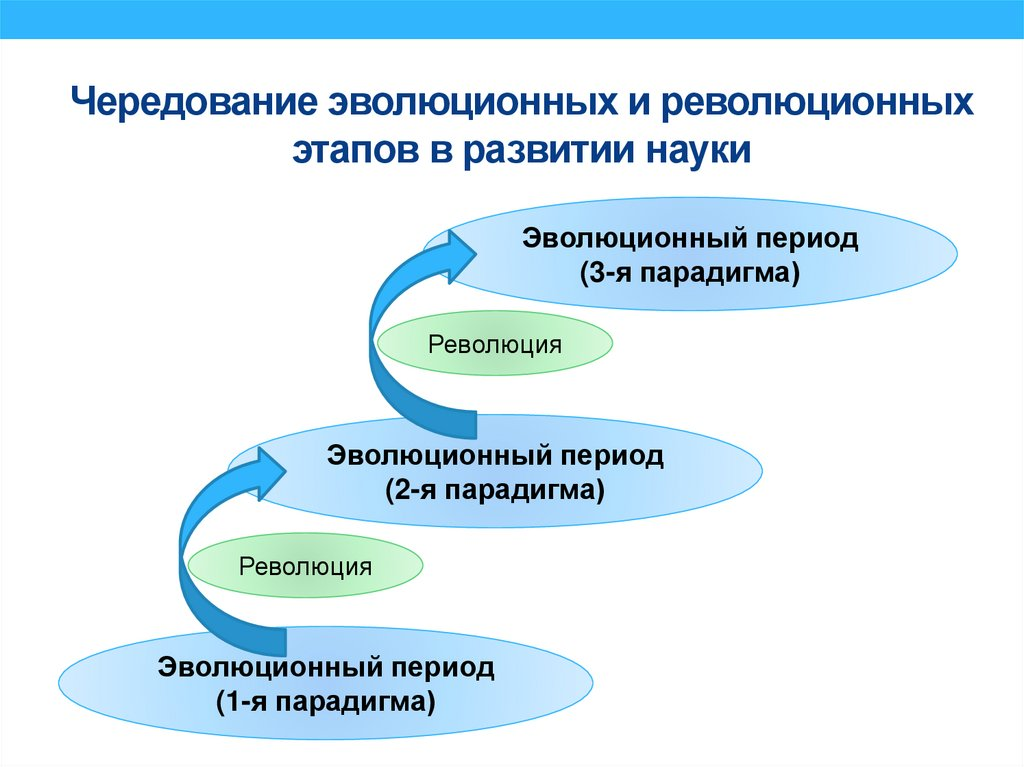 Чередование эволюционных и революционных
этапов в развитии науки
Эволюционный период
(3-я парадигма)
Революция
Эволюционный период
(2-я парадигма)
Революция
Эволюционный период
(1-я парадигма)